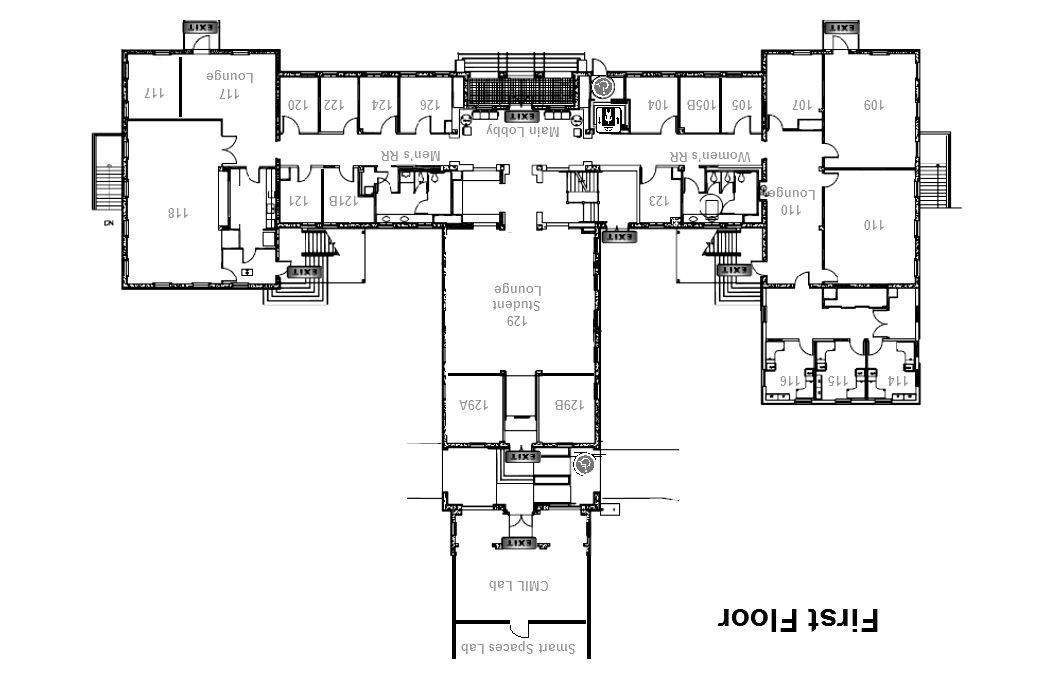 Smart Spaces Lab
First Floor
CMIL Lab
EXIT
EXIT
114
115
116
129B
129A
129
Student
Lounge
EXIT
EXIT
EXIT
110
110
Lounge
123
121B
121
118
Women's RR
Men's RR
Main Lobby
EXIT
109
107
105
105B
104
126
124
122
120
117
Lounge
117
EXIT
EXIT